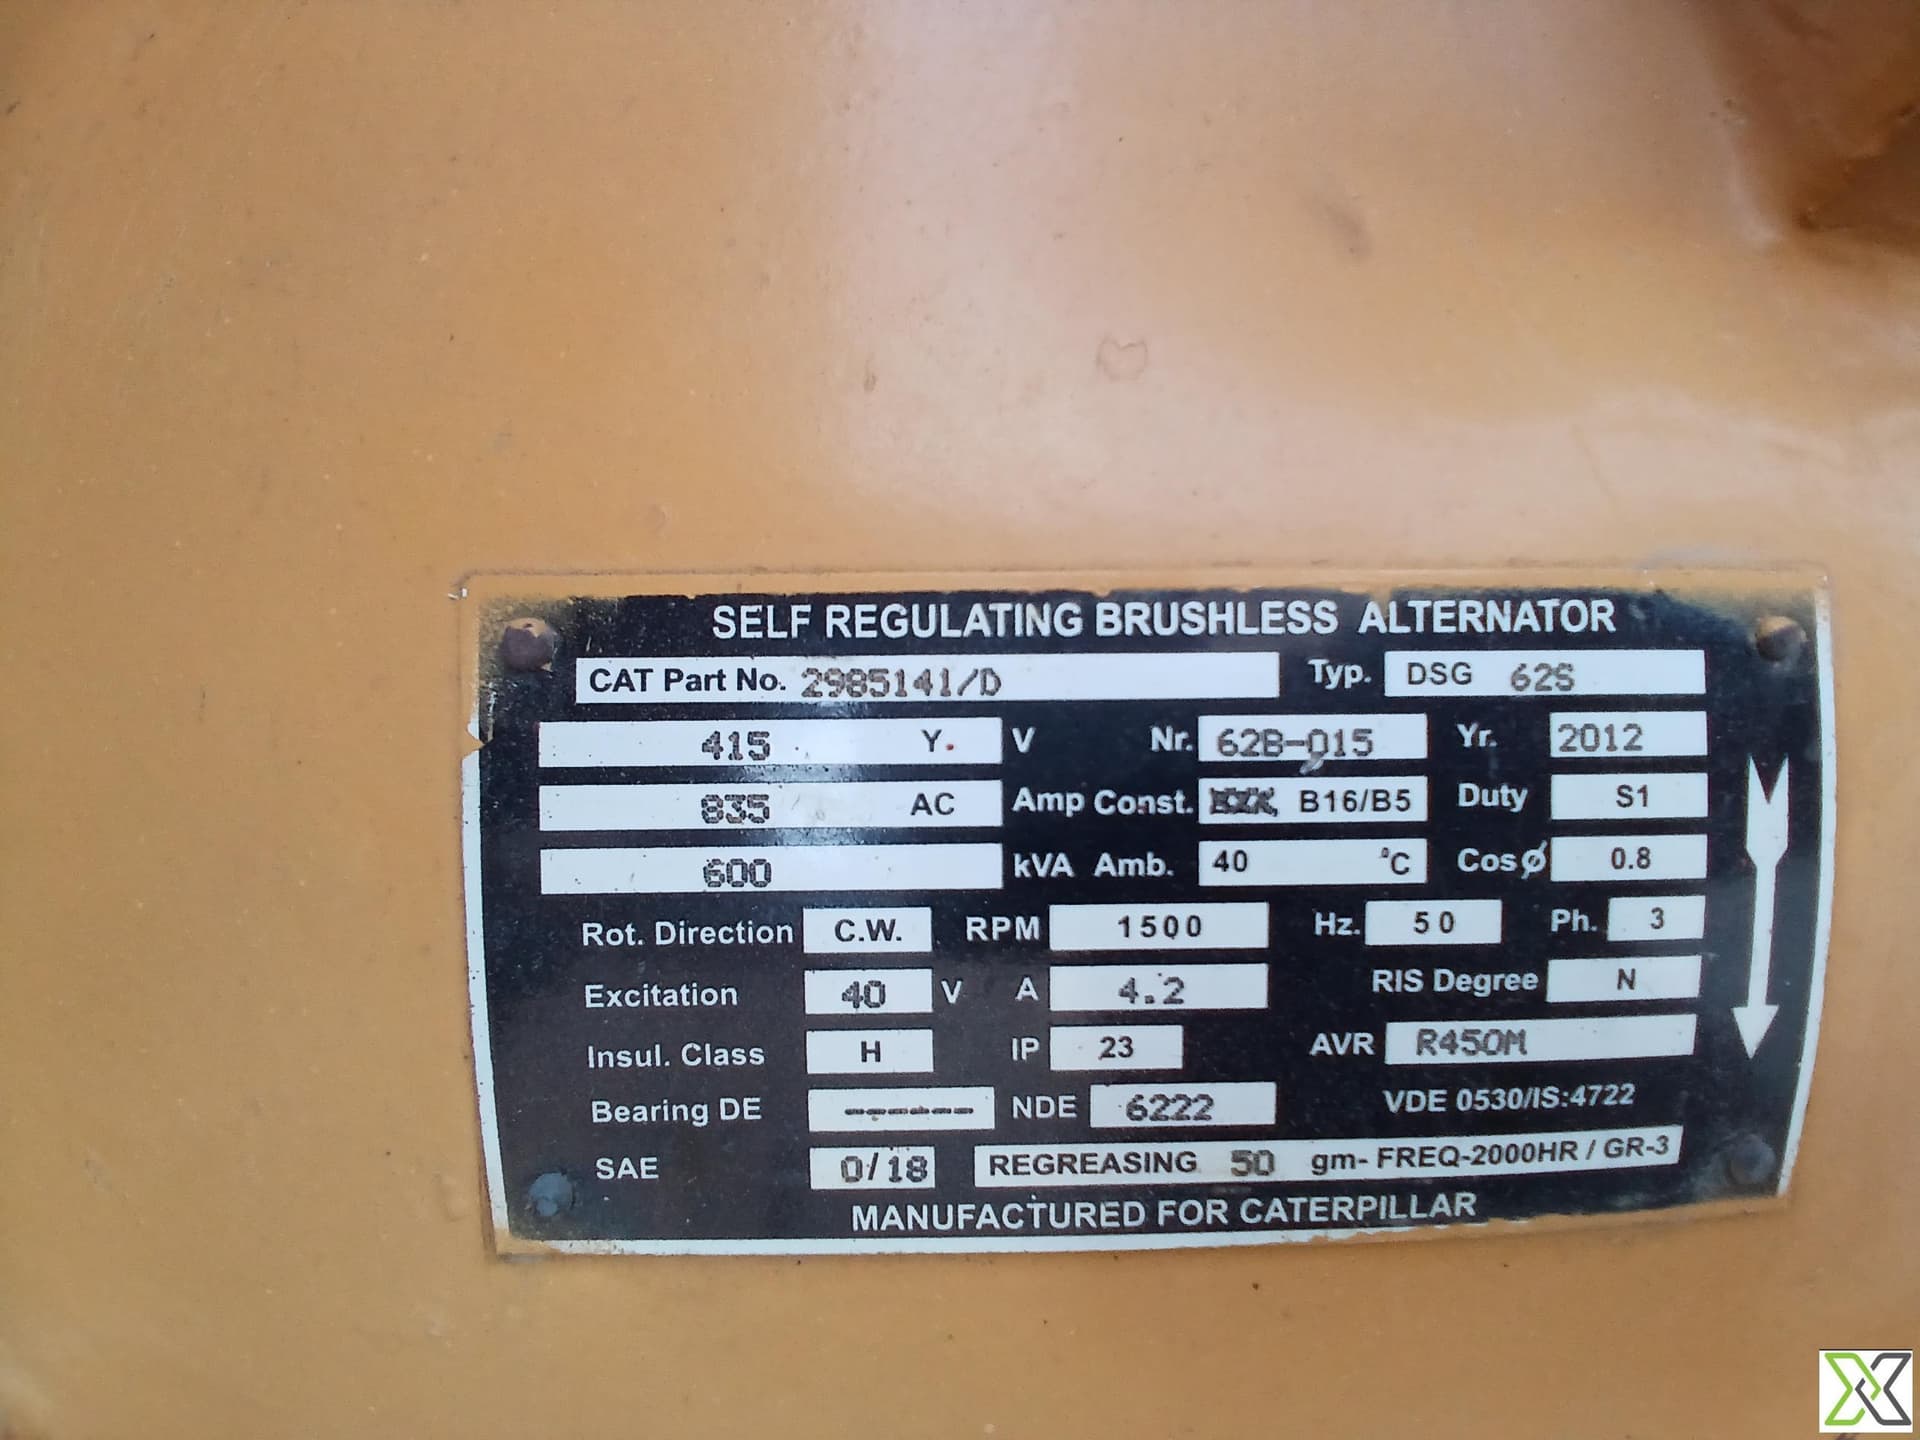 SELF REGULATING BRUSHLESS ALTERNATOR
CAT Part No. 2985141/D Typ. DSG 62S
415 Y. V Nr. 62B-015 Yr. 2012
835 AC Amp Const. B16/B5 Duty S1
600 kVA Amb. 40 °C Cos ø 0.8
Rot. Direction C.W. RPM 1500 Hz. 50 Ph. 3
Excitation 40 V A 4.2 RIS Degree N
Insul. Class H IP 23 AVR R450M
Bearing DE ------ NDE 6222 VDE 0530/IS:4722
SAE 0/18 REGREASING 50 gm- FREQ-2000HR / GR-3
MANUFACTURED FOR CATERPILLAR